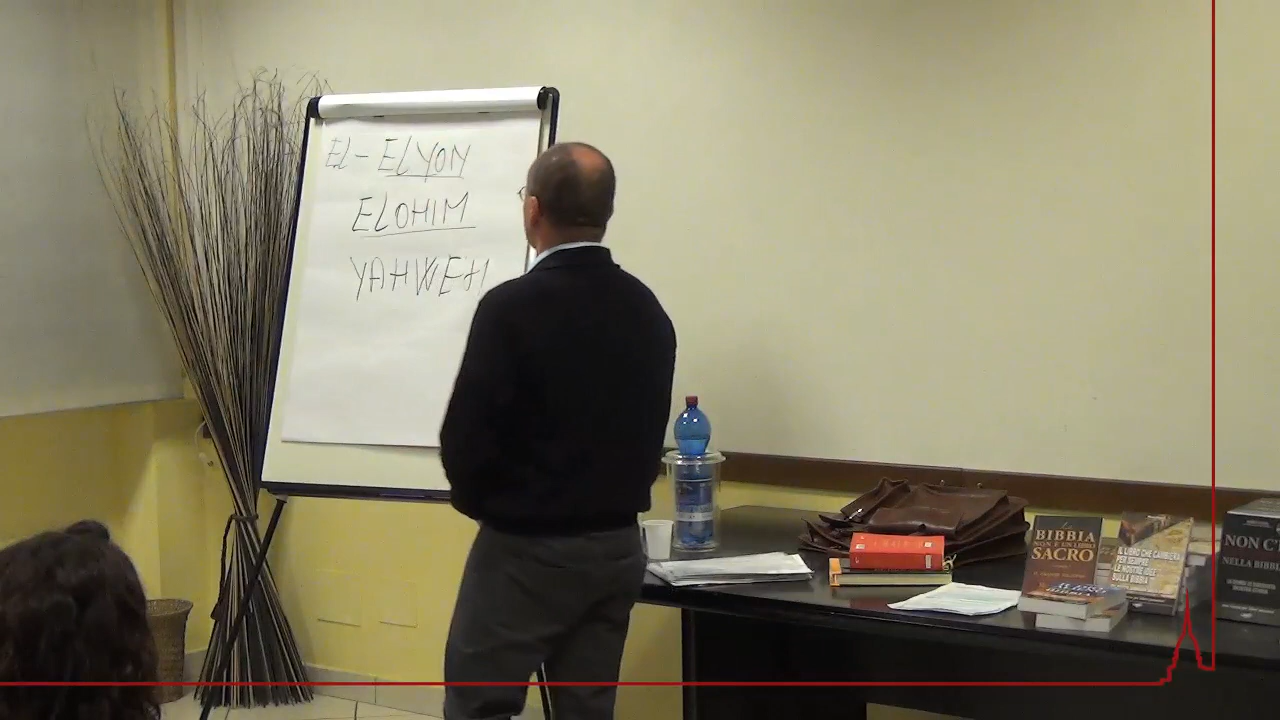 EL - ELYON
ELOHIM
YAHWEH
La
BIBBIA
NON È UN LIBRO
SACRO
IL LIBRO CHE CAMBIERÀ
PER SEMPRE
LE NOSTRE IDEE
SULLA BIBBIA
NON C'È
NELLA BIBBIA